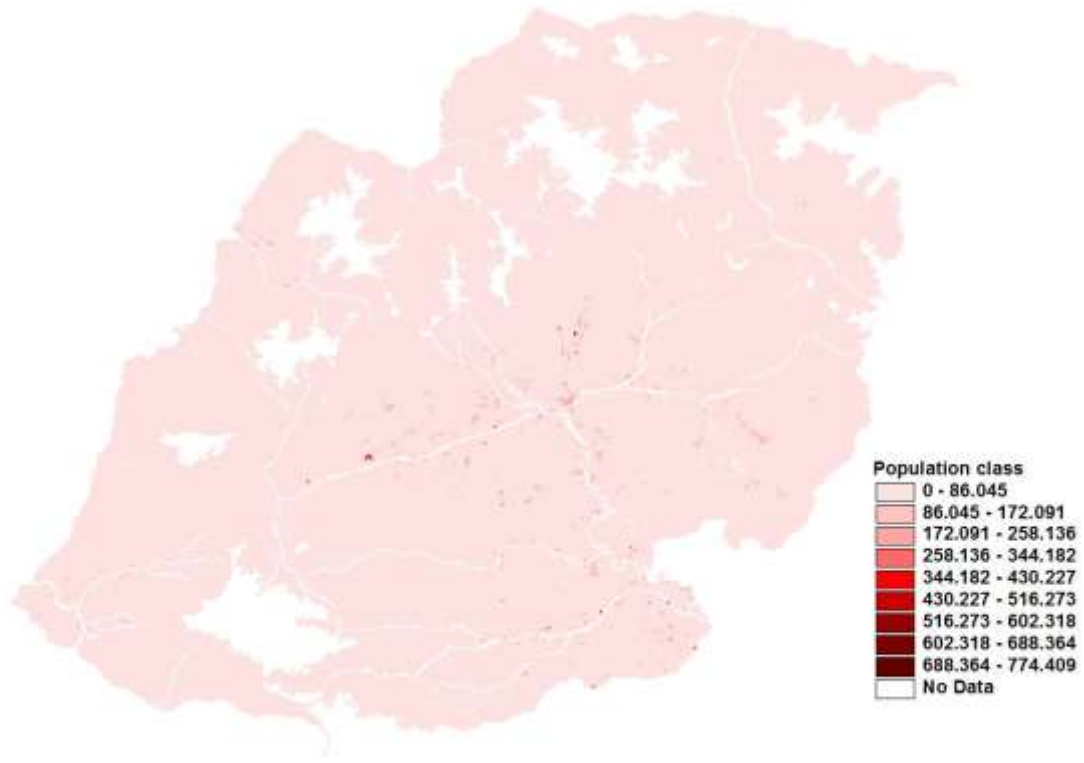 Population class
0 - 86.045
86.045 - 172.091
172.091 - 258.136
258.136 - 344.182
344.182 - 430.227
430.227 - 516.273
516.273 - 602.318
602.318 - 688.364
688.364 - 774.409
No Data